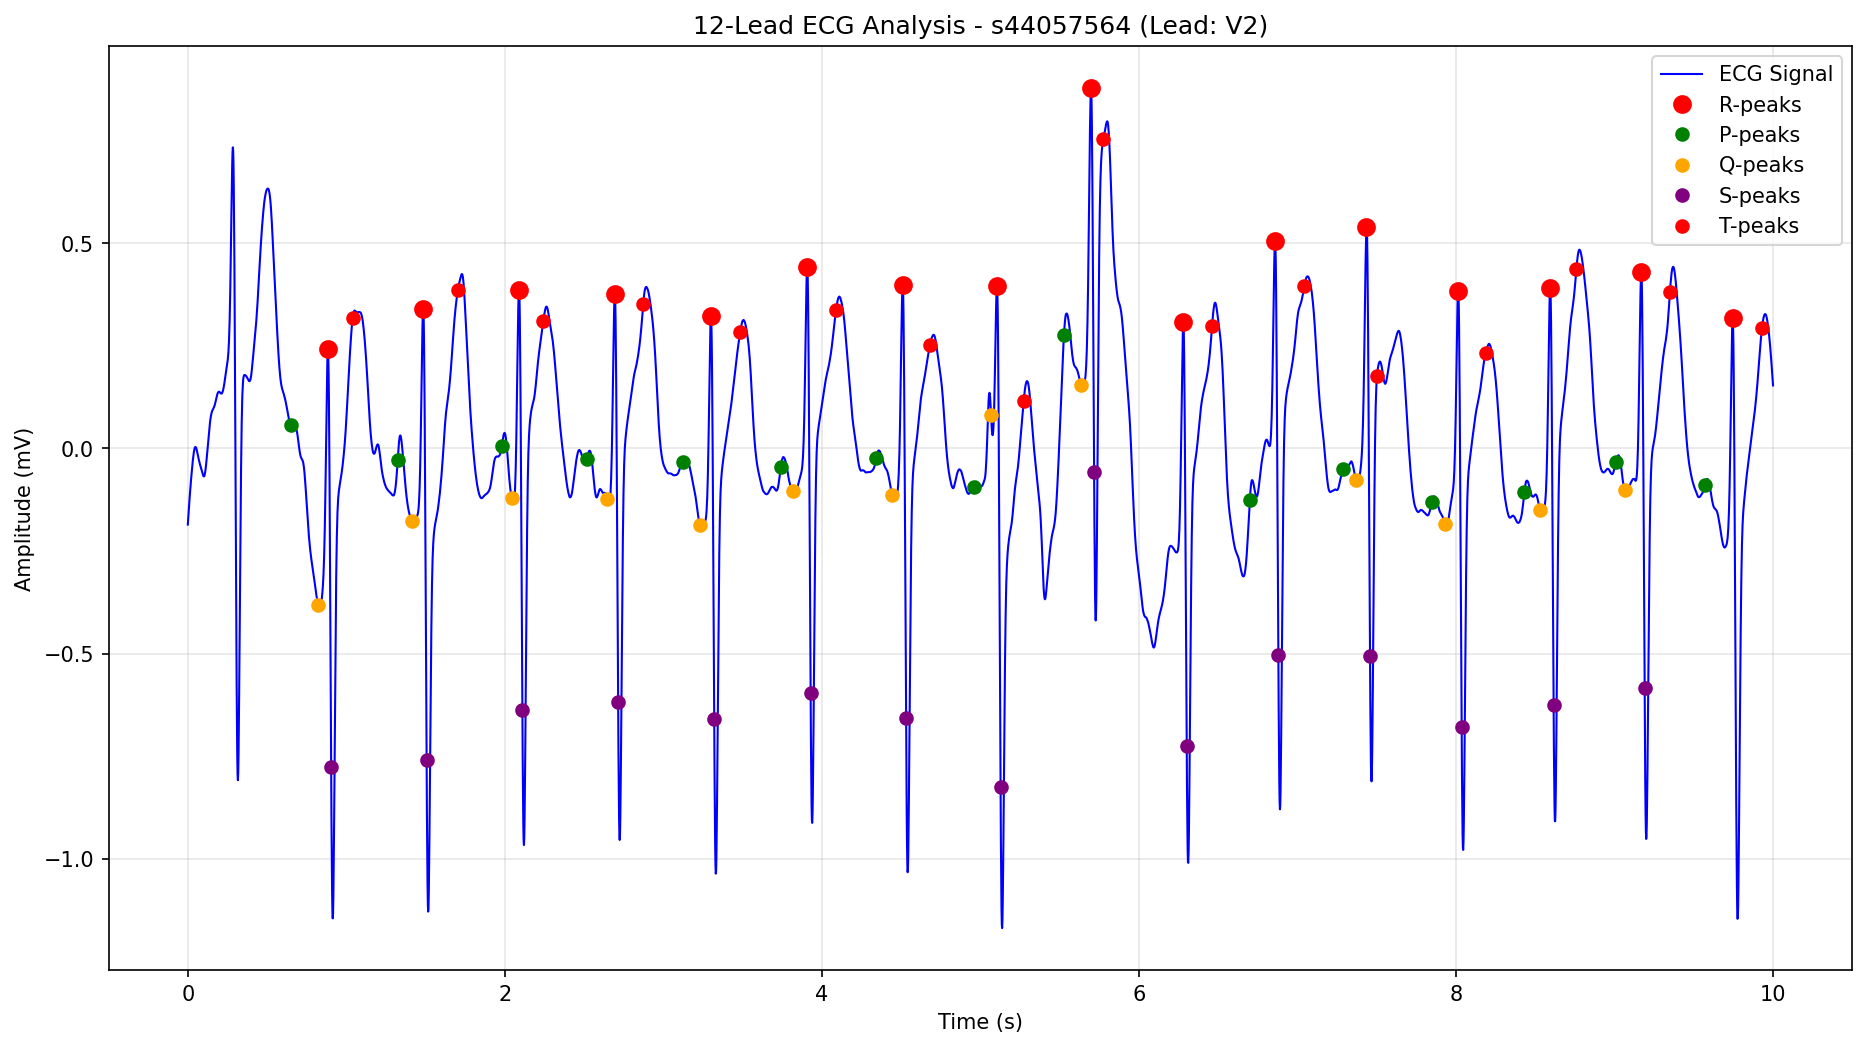 12-Lead ECG Analysis - s44057564 (Lead: V2)
ECG Signal
R-peaks
P-peaks
Q-peaks
S-peaks
T-peaks
0.5
0.0
−0.5
−1.0
Amplitude (mV)
0 2 4 6 8 10
Time (s)